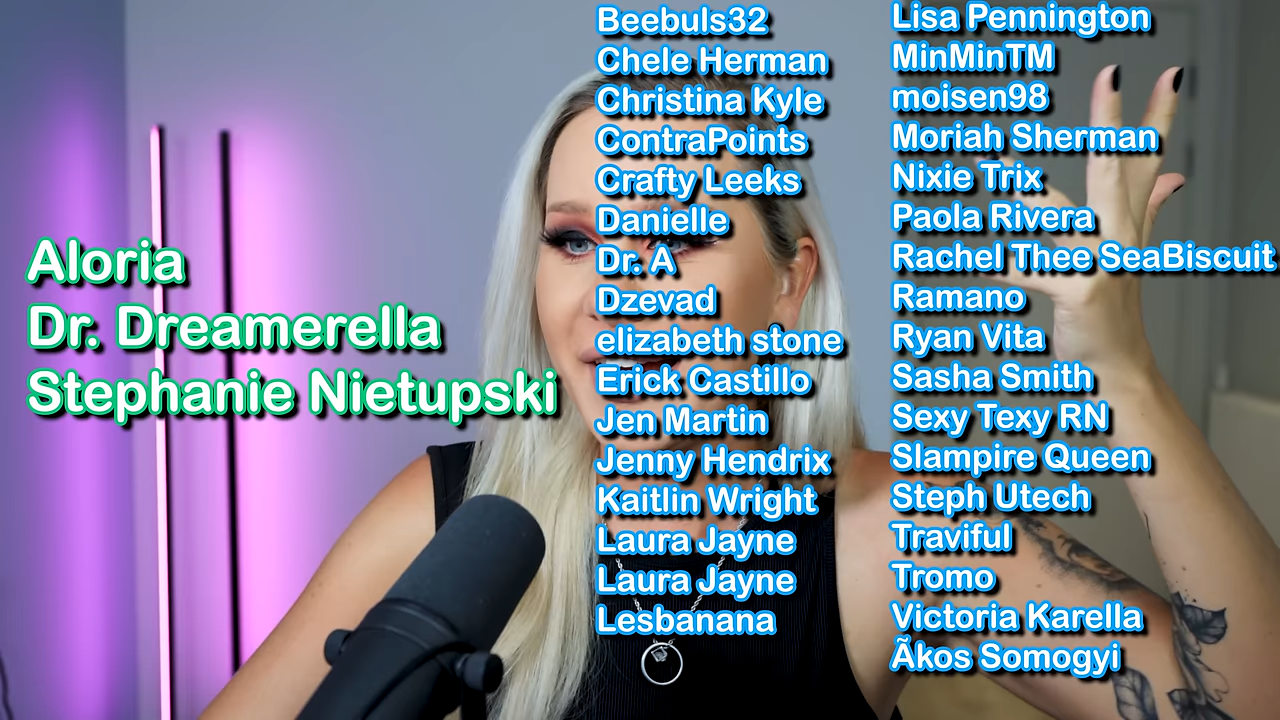 Aloria
Dr. Dreamerella
Stephanie Nietupski
Beebuls32
Chele Herman
Christina Kyle
ContraPoints
Crafty Leeks
Danielle
Dr. A
Dzevad
elizabeth stone
Erick Castillo
Jen Martin
Jenny Hendrix
Kaitlin Wright
Laura Jayne
Laura Jayne
Lesbanana
Lisa Pennington
MinMinTM
moisen98
Moriah Sherman
Nixie Trix
Paola Rivera
Rachel Thee SeaBiscuit
Ramano
Ryan Vita
Sasha Smith
Sexy Texy RN
Slampire Queen
Steph Utech
Traviful
Tromo
Victoria Karella
Ãkos Somogyi